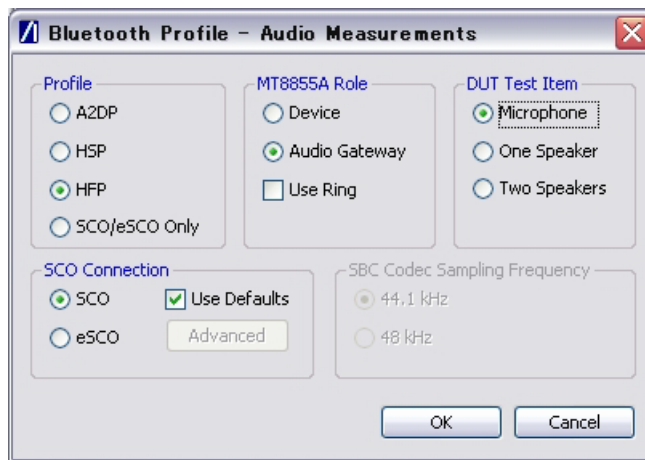 Bluetooth Profile - Audio Measurements
Profile
A2DP
HSP
HFP
SCO/eSCO Only
MT8855A Role
Device
Audio Gateway
Use Ring
DUT Test Item
Microphone
One Speaker
Two Speakers
SCO Connection
SCO
Use Defaults
eSCO
Advanced
SBC Codec Sampling Frequency
44.1 kHz
48 kHz
OK
Cancel